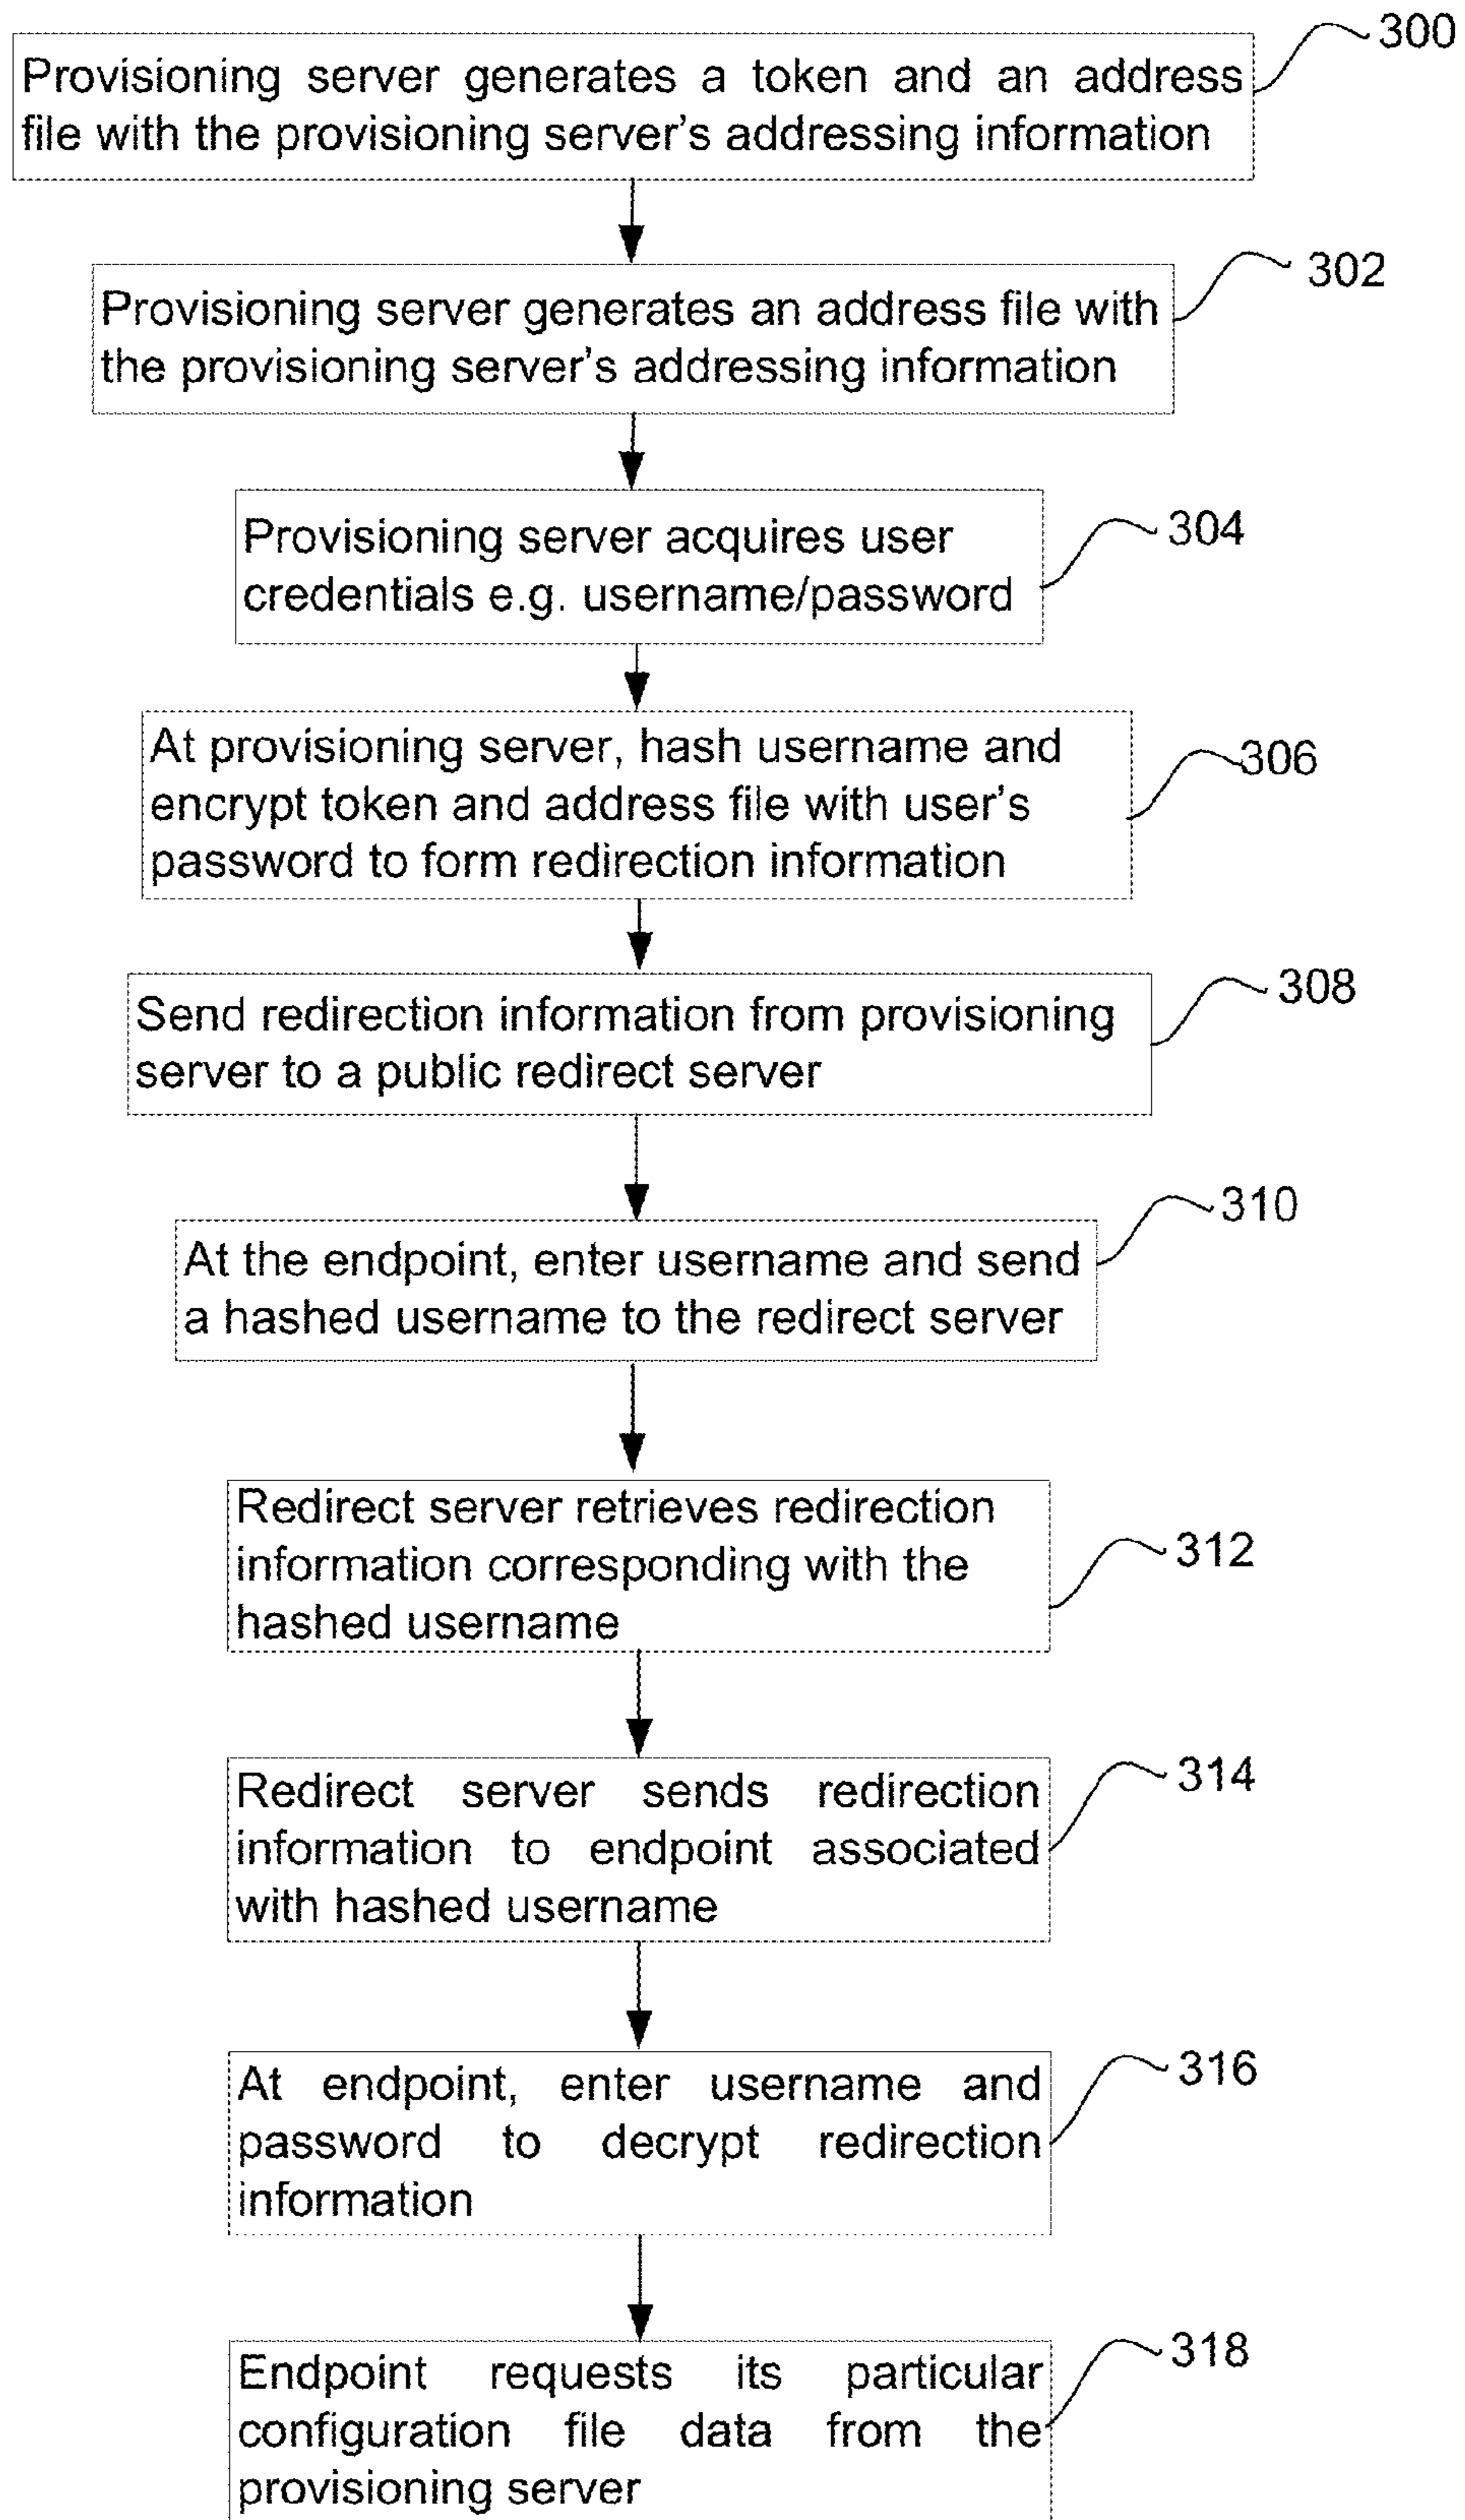 300
Provisioning server generates a token and an address
file with the provisioning server's addressing information
302
Provisioning server generates an address file with
the provisioning server's addressing information
304
Provisioning server acquires user
credentials e.g. username/password
306
At provisioning server, hash username and
encrypt token and address file with user's
password to form redirection information
308
Send redirection information from provisioning
server to a public redirect server
310
At the endpoint, enter username and send
a hashed username to the redirect server
312
Redirect server retrieves redirection
information corresponding with the
hashed username
314
Redirect server sends redirection
information to endpoint associated
with hashed username
316
At endpoint, enter username and
password to decrypt redirection
information
318
Endpoint requests its particular
configuration file data from the
provisioning server